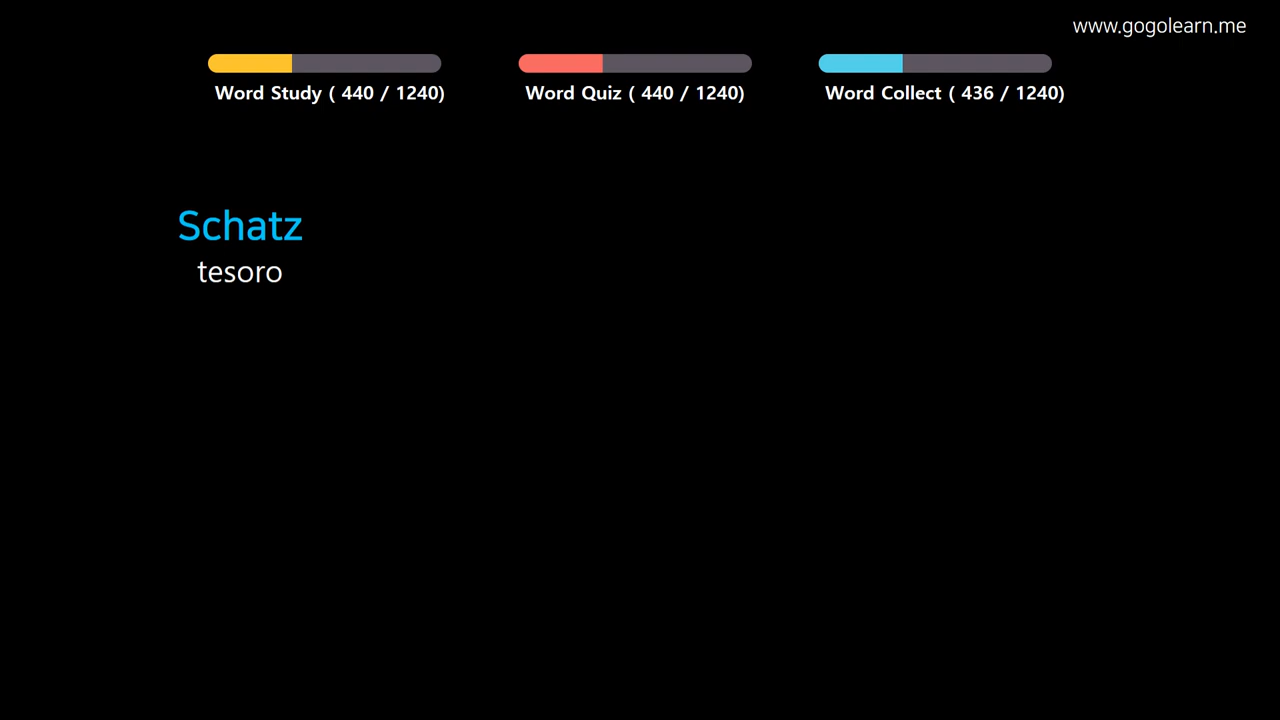 www.gogolearn.me
Word Study ( 440 / 1240)
Word Quiz ( 440 / 1240)
Word Collect ( 436 / 1240)
Schatz
tesoro